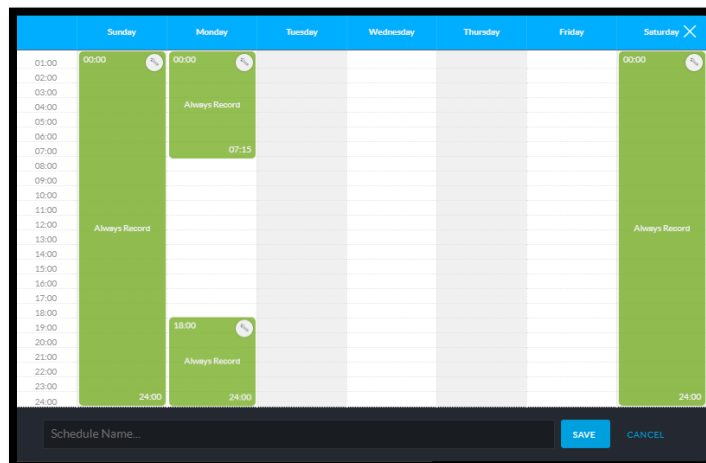 Sunday Monday Tuesday Wednesday Thursday Friday Saturday
00:00 00:00 00:00
01:00
02:00
03:00
04:00 Always Record
05:00
06:00
07:00 07:15
08:00
09:00
10:00
11:00
12:00 Always Record Always Record
13:00
14:00
15:00
16:00
17:00
18:00
19:00 18:00
20:00
21:00 Always Record
22:00
23:00
24:00 24:00 24:00 24:00
Schedule Name... SAVE CANCEL